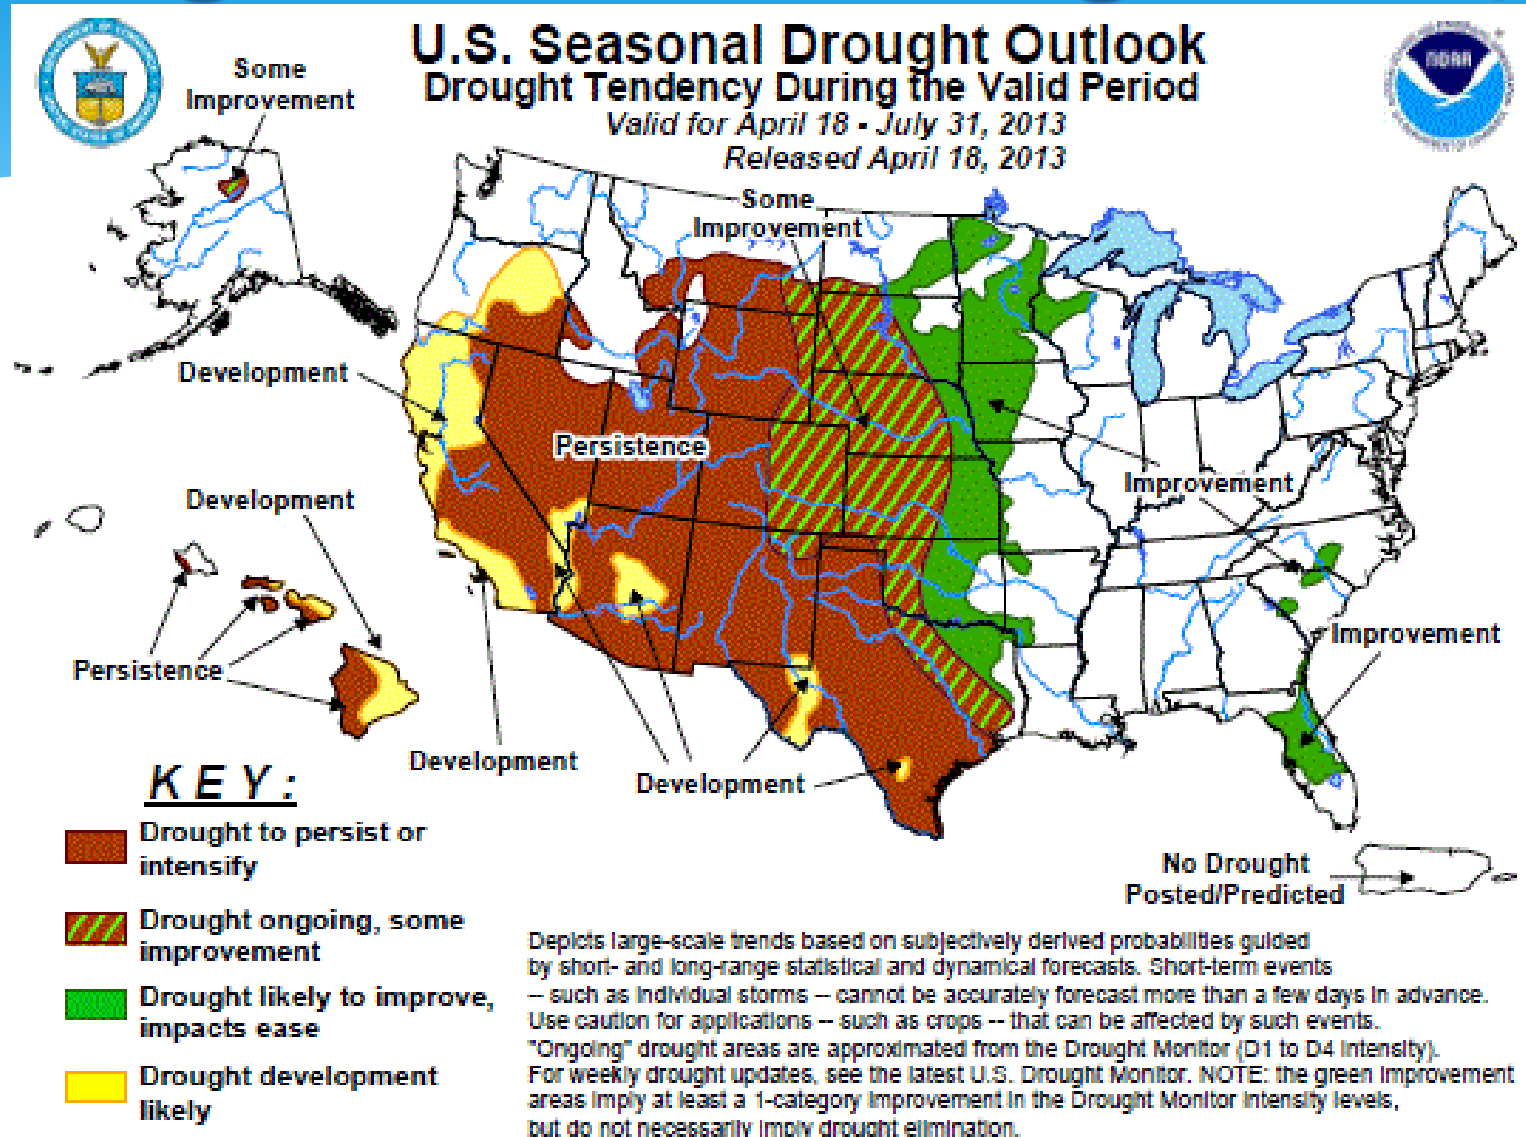 U.S. Seasonal Drought Outlook
Drought Tendency During the Valid Period
Valid for April 18 - July 31, 2013
Released April 18, 2013
NOAA
Some
Improvement
Some
Improvement
Development
Persistence
Development
Improvement
Persistence
Improvement
Development
Development
No Drought
Posted/Predicted
KEY:
Drought to persist or
intensify
Drought ongoing, some
improvement
Drought likely to improve,
impacts ease
Drought development
likely
Depicts large-scale trends based on subjectively derived probabilities guided
by short- and long-range statistical and dynamical forecasts. Short-term events
-- such as individual storms -- cannot be accurately forecast more than a few days in advance.
Use caution for applications -- such as crops -- that can be affected by such events.
"Ongoing" drought areas are approximated from the Drought Monitor (D1 to D4 intensity).
For weekly drought updates, see the latest U.S. Drought Monitor. NOTE: the green improvement
areas imply at least a 1-category improvement in the Drought Monitor intensity levels,
but do not necessarily imply drought elimination.